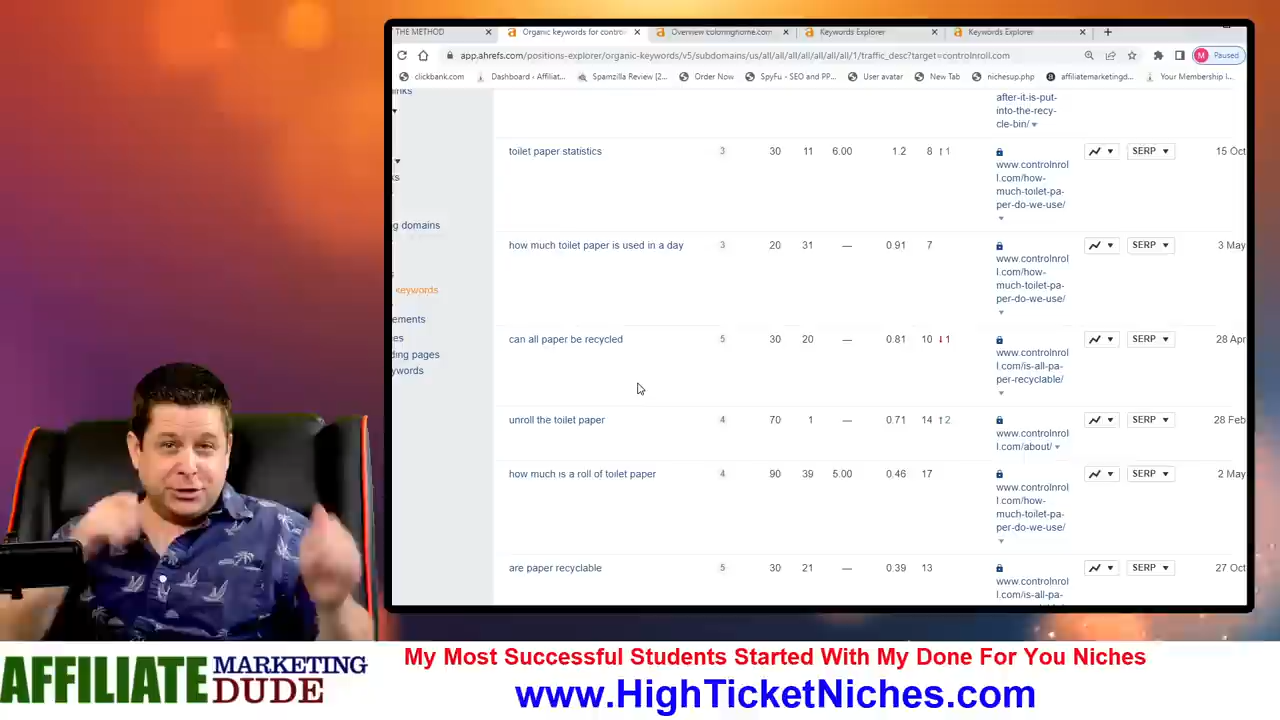 THE METHOD
Organic keywords for contro
Overview coloringhome.com
Keywords Explorer
Keywords Explorer
app.ahrefs.com/positions-explorer/organic-keywords/v5/subdomains/us/all/all/all/all/all/all/all/1/traffic_desc?target=controlnroll.com
M Paused
clickbank.com
Dashboard - Affiliat...
Spamzilla Review [2...
Order Now
SpyFu - SEO and PP...
User avatar
New Tab
nichesup.php
affiliatemarketingd...
Your Membership I...
inks
ks
ng domains
keywords
ements
es
ding pages
ywords
after-it-is-put-
into-the-recy-
cle-bin/
toilet paper statistics 3 30 11 6.00 1.2 8 ↑1 SERP 15 Oct
www.controlnrol
l.com/how-
much-toilet-pa-
per-do-we-use/
how much toilet paper is used in a day 3 20 31 — 0.91 7 SERP 3 May
www.controlnrol
l.com/how-
much-toilet-pa-
per-do-we-use/
can all paper be recycled 5 30 20 — 0.81 10 ↓1 SERP 28 Apr
www.controlnrol
l.com/is-all-pa-
per-recyclable/
unroll the toilet paper 4 70 1 — 0.71 14 ↑2 SERP 28 Feb
www.controlnrol
l.com/about/
how much is a roll of toilet paper 4 90 39 5.00 0.46 17 SERP 2 May
www.controlnrol
l.com/how-
much-toilet-pa-
per-do-we-use/
are paper recyclable 5 30 21 — 0.39 13 SERP 27 Oct
www.controlnrol
l.com/is-all-pa-
AFFILIATE MARKETING DUDE
My Most Successful Students Started With My Done For You Niches
www.HighTicketNiches.com